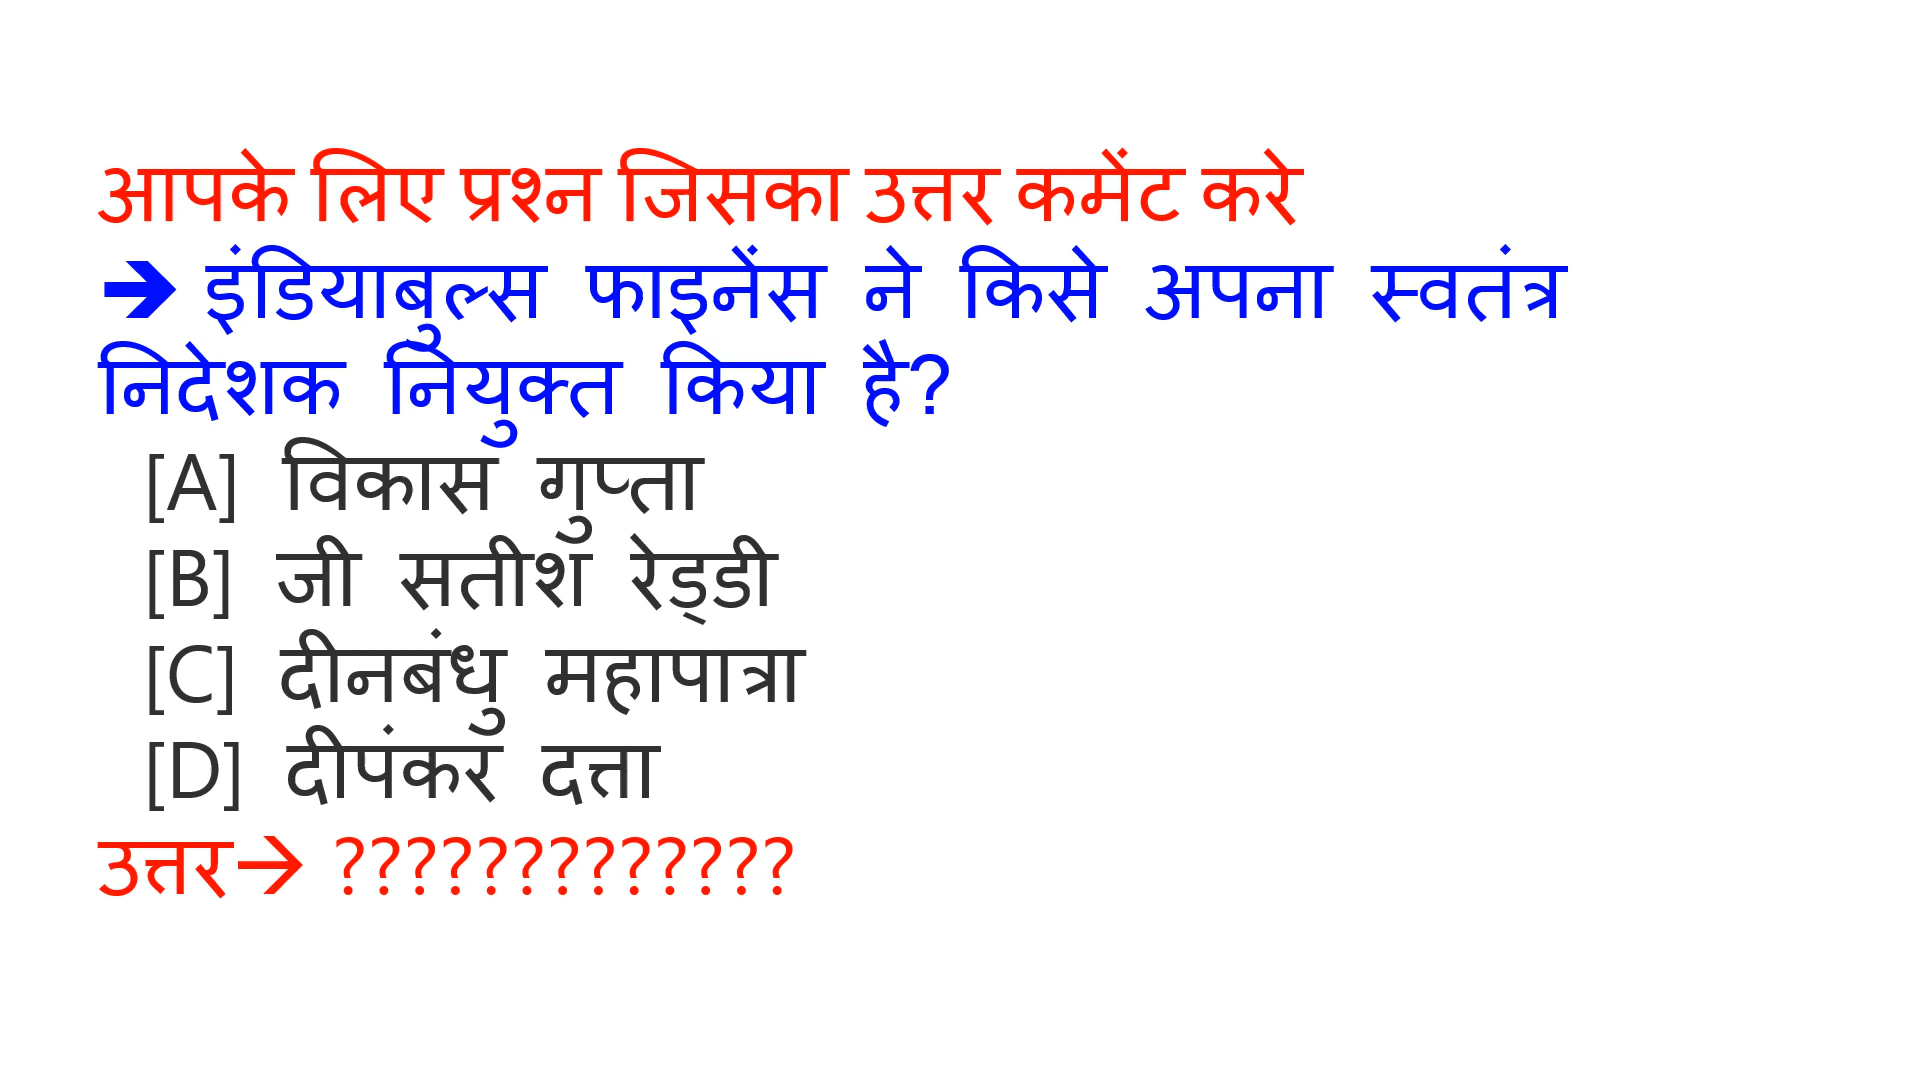 आपके लिए प्रश्न जिसका उत्तर कमेंट करे
➔ इंडियाबुल्स फाइनेंस ने किसे अपना स्वतंत्र
निदेशक नियुक्त किया है?
[A] विकास गुप्ता
[B] जी सतीश रेड्डी
[C] दीनबंधु महापात्रा
[D] दीपंकर दत्ता
उत्तर→ ?????????????